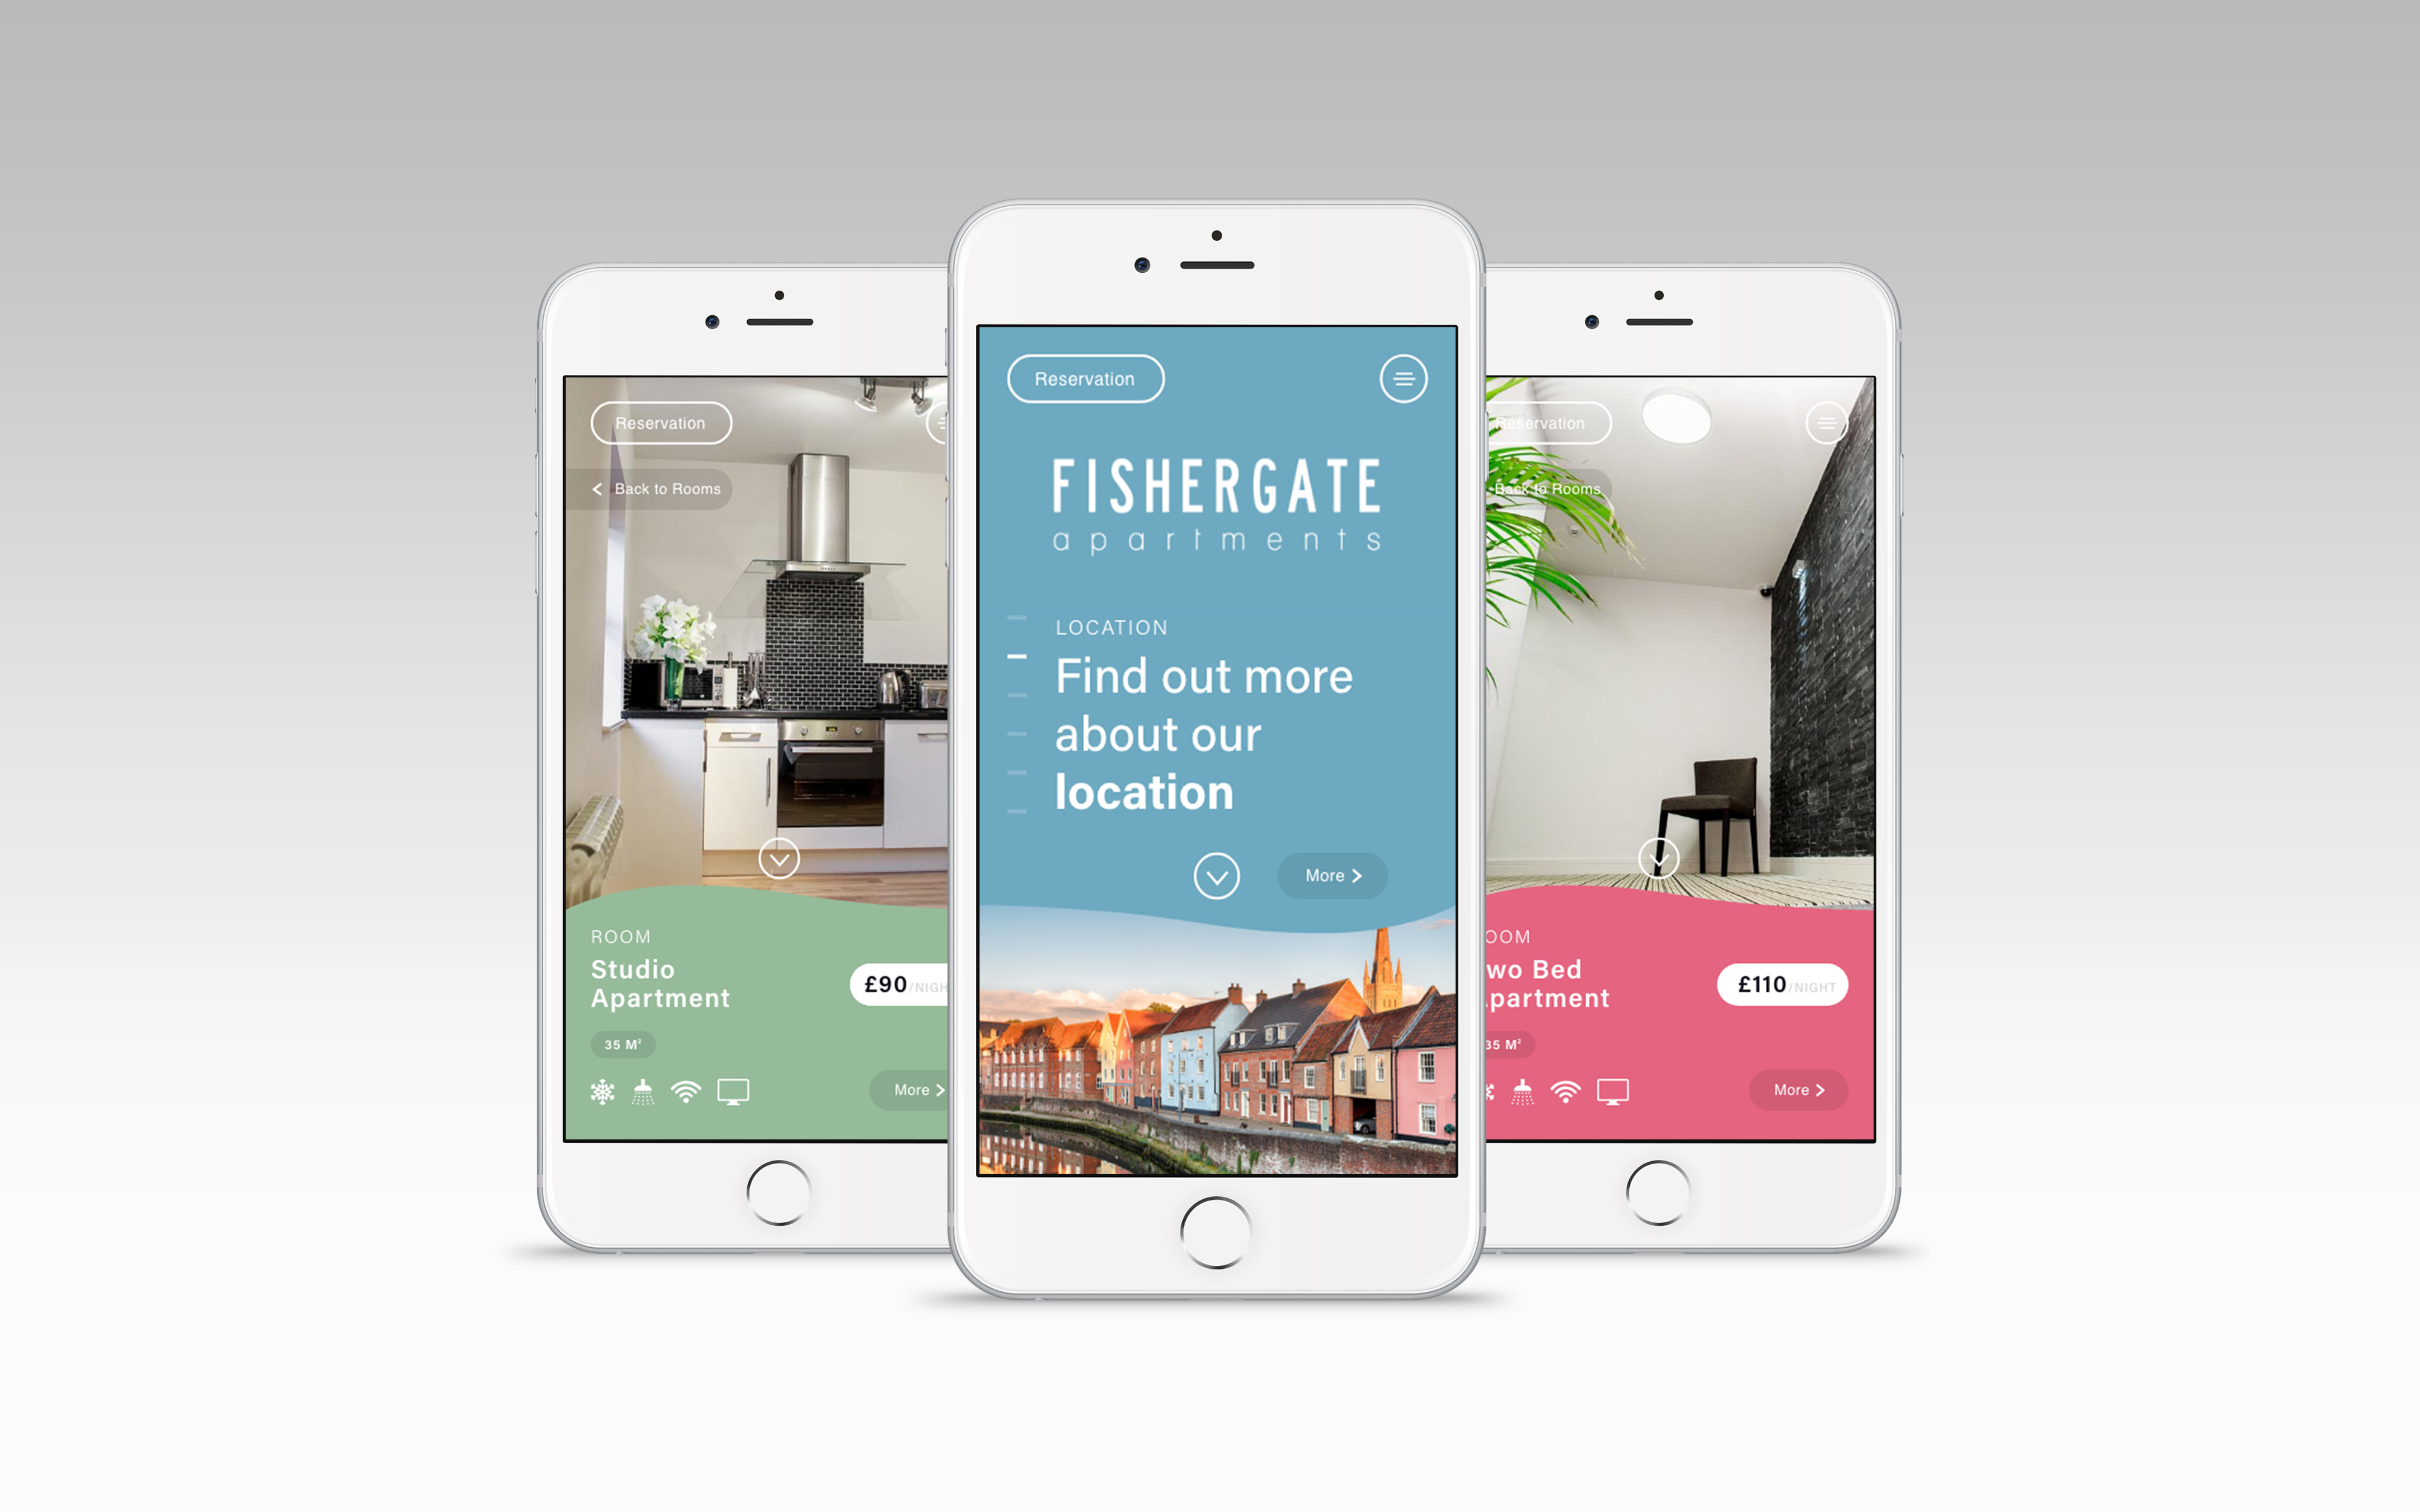 Reservation
Back to Rooms
ROOM
Studio
Apartment
£90/NIGH
35 M²
More
Reservation
FISHERGATE
apartments
LOCATION
Find out more
about our
location
More
Reservation
Back to Rooms
OOM
wo Bed
partment
£110/NIGHT
35 M²
More